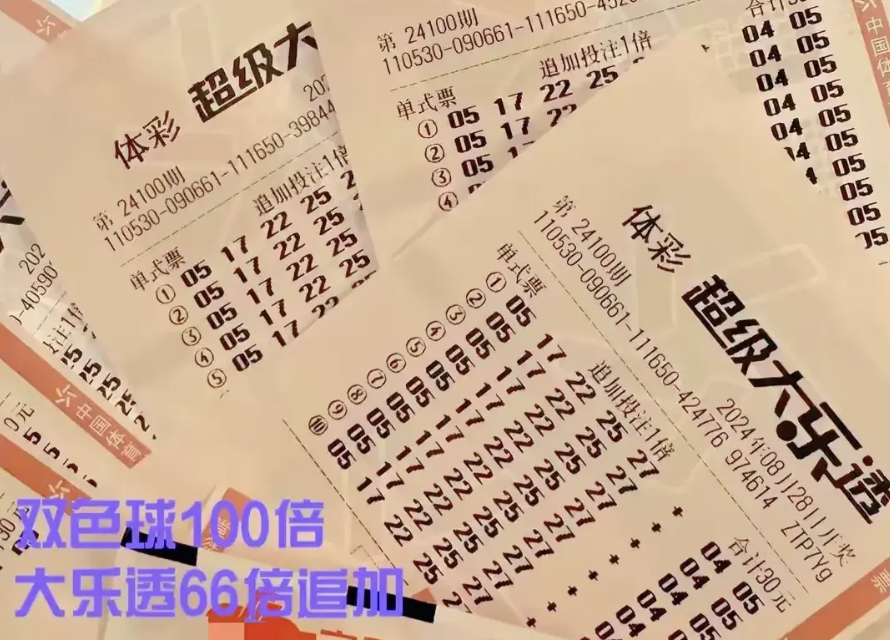 体彩 超级大
第 24100期
110530-090661-111650-39844
追加投注1倍
单式票
① 05 17 22 25
② 05 17 22 25
③ 05 17 22 25
④ 05 17 22 25
⑤ 05 17 22
第 24100期
110530-090661-111650-4520
追加投注1倍
单式票
① 05 17 22 25
② 05 17 22
③ 05
④
04 05
04 05
04 05
04 05
04 05
05
05
05
05
体彩 超级大乐透
第 24100期 2024年08月28日开奖
110530-090661-111650-424776 974614 ZTP7Vg
追加投注1倍 合计30元
单式票
① 05 17 22 25 27 + 04 05
② 05 17 22 25 27 + 04 05
③ 05 17 22 25 27 + 04 05
④ 05 17 22 25 27 + 04 05
⑤ 05 17 22 25 27 + 04
⑥ 05 17 22 25 27 +
⑦ 05 17 22 25 27 +
⑧ 05 17 22 25 27
⑨ 05 17 22 25 27
⑩ 05 17 22 25 27
202
中国体育
中国体
双色球100倍
大乐透66倍追加